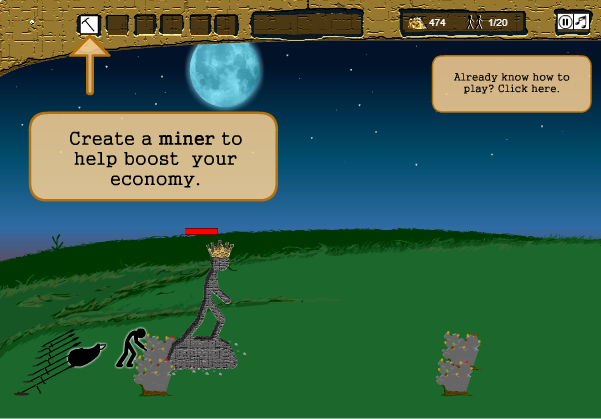 474
1/20
Already know how to
play? Click here.
Create a miner to
help boost your
economy.